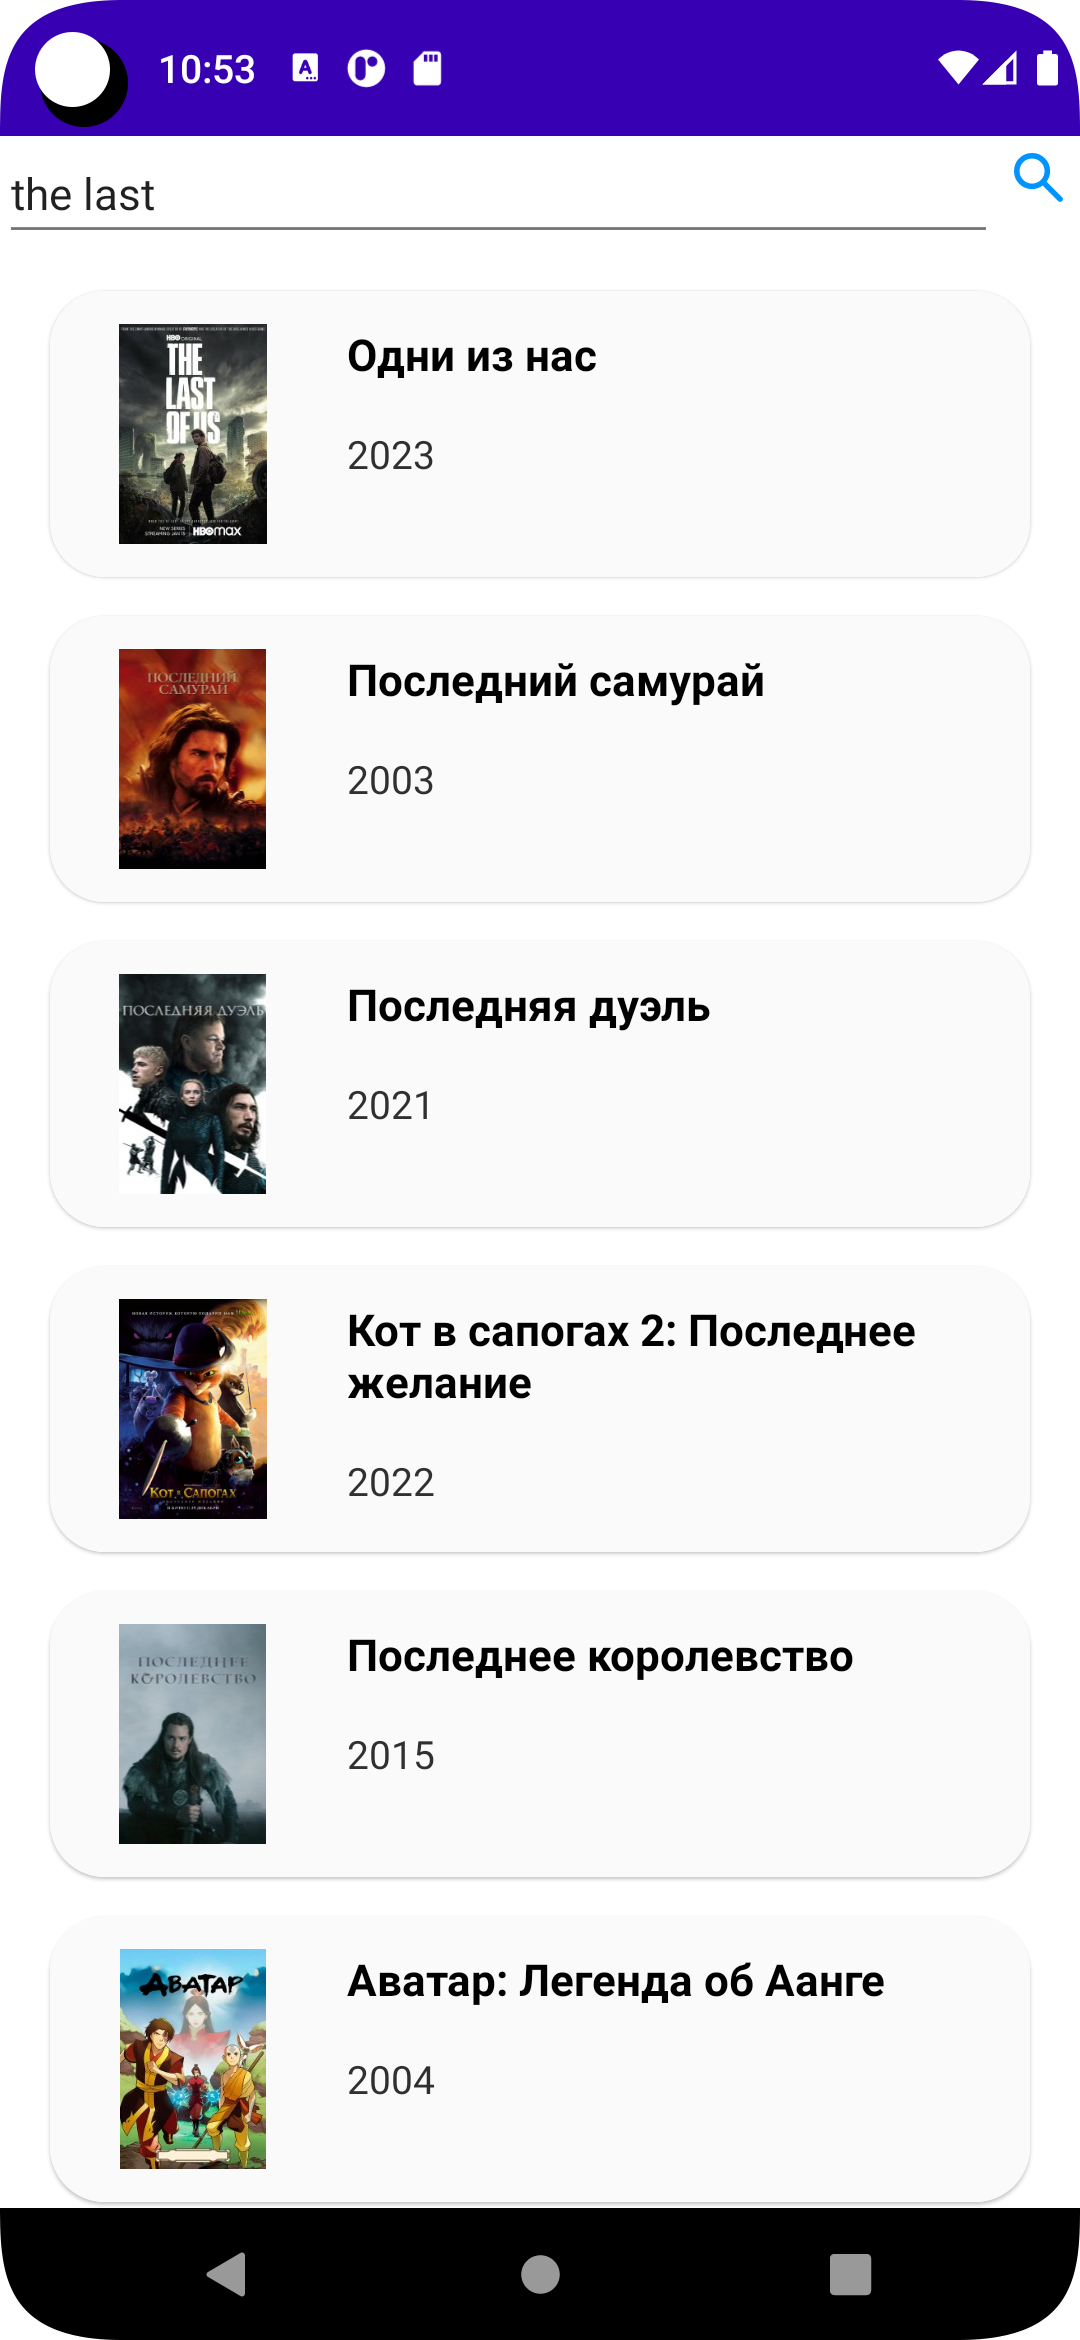 10:53
the last
THE
LAST
OF US
HBOmax
Одни из нас
2023
ПОСЛЕДНИЙ
САМУРАЙ
Последний самурай
2003
ПОСЛЕДНЯЯ ДУЭЛЬ
Последняя дуэль
2021
КОТ В САПОГАХ
Кот в сапогах 2: Последнее
желание
2022
ПОСЛЕДНЕЕ
КОРОЛЕВСТВО
Последнее королевство
2015
АВАТАР
Аватар: Легенда об Аанге
2004